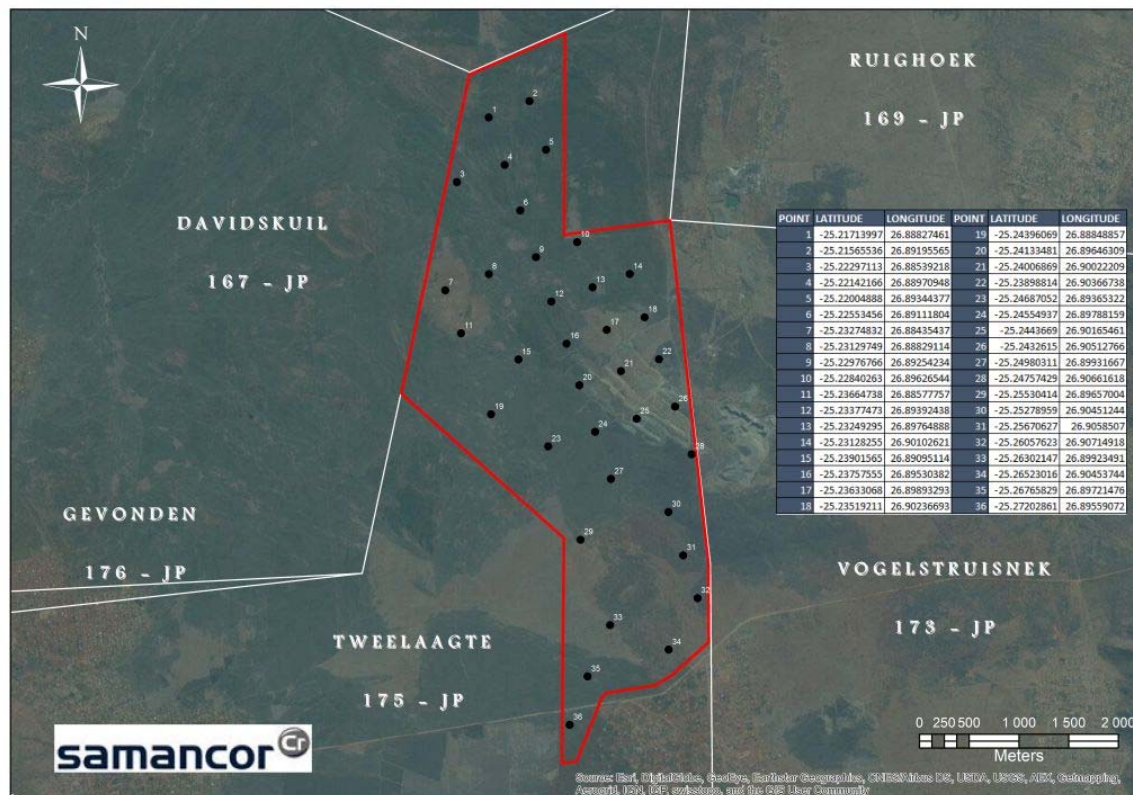 N
RUIGHOEK
169 - JP
DAVIDSKUIL
167 - JP
GEVONDEN
176 - JP
TWEELAAGTE
175 - JP
VOGELSTRUISNEK
173 - JP
1
2
3
4
5
6
7
8
9
10
11
12
13
14
15
16
17
18
19
20
21
22
23
24
25
26
27
28
29
30
31
32
33
34
35
36
POINT LATITUDE LONGITUDE POINT LATITUDE LONGITUDE
1 -25.21713997 26.88827461 19 -25.24396069 26.88848857
2 -25.21565536 26.89195565 20 -25.24133481 26.89646309
3 -25.22297113 26.88539218 21 -25.24006869 26.90022209
4 -25.22142166 26.88970948 22 -25.23898814 26.90366738
5 -25.22004888 26.89344377 23 -25.24687052 26.89365322
6 -25.22553456 26.89111804 24 -25.24554937 26.89788159
7 -25.23274832 26.88435437 25 -25.2443669 26.90165461
8 -25.23129749 26.88829114 26 -25.2432615 26.90512766
9 -25.22976766 26.89254234 27 -25.24980311 26.89931667
10 -25.22840263 26.89626544 28 -25.24757429 26.90661618
11 -25.23664738 26.88577757 29 -25.25530414 26.89657004
12 -25.23377473 26.89392438 30 -25.25278959 26.90451244
13 -25.23249295 26.89764888 31 -25.25670627 26.9058507
14 -25.23128255 26.90102621 32 -25.26057623 26.90714918
15 -25.23901565 26.89095114 33 -25.26302147 26.89923491
16 -25.23757555 26.89530382 34 -25.26523016 26.90453744
17 -25.23633068 26.89893293 35 -25.26765829 26.89721476
18 -25.23519211 26.90236693 36 -25.27202861 26.89559072
samancor Cr
0 250 500 1 000 1 500 2 000
Meters
Source: Esri, DigitalGlobe, GeoEye, Earthstar Geographics, CNES/Airbus DS, USDA, USGS, AEX, Getmapping,
Aerogrid, IGN, IGP, swisstopo, and the GIS User Community